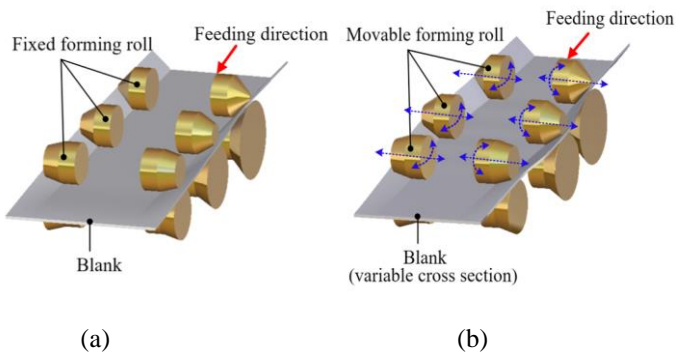 Fixed forming roll
Feeding direction
Blank
(a)
Movable forming roll
Feeding direction
Blank
(variable cross section)
(b)